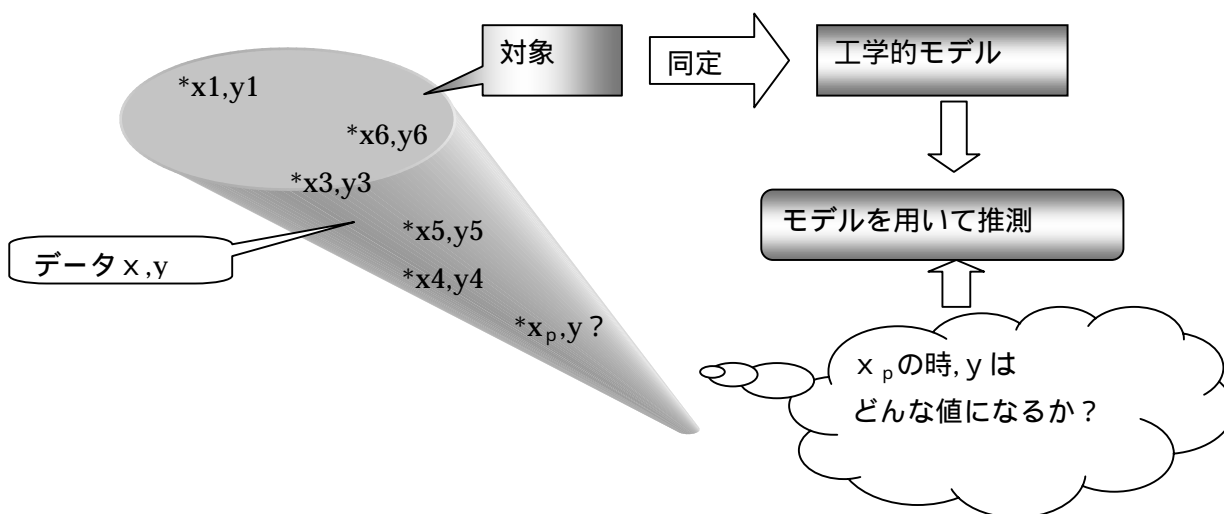 対象
同定
工学的モデル
*x1,y1
*x6,y6
*x3,y3
*x5,y5
*x4,y4
*xp,y？
データｘ,y
モデルを用いて推測
ｘpの時,ｙは
どんな値になるか？